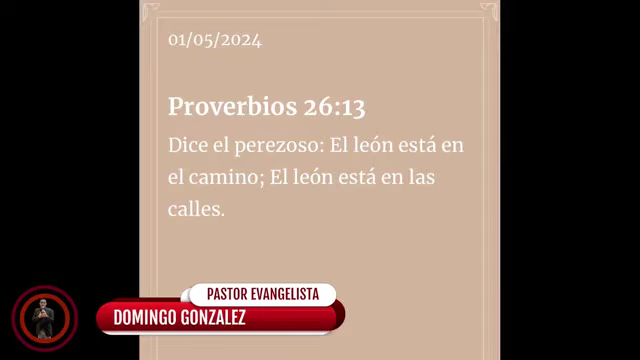 01/05/2024
Proverbios 26:13
Dice el perezoso: El león está en
el camino; El león está en las
calles.
PASTOR EVANGELISTA
DOMINGO GONZALEZ